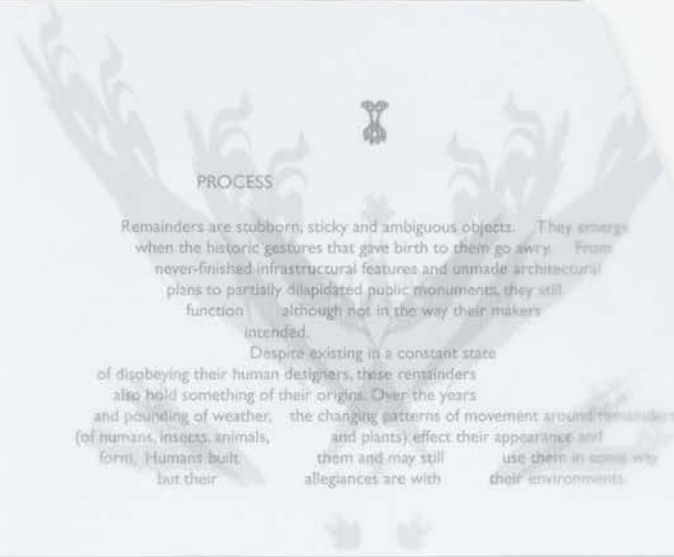 PROCESS
Remainders are stubborn, sticky and ambiguous objects. They emerge
when the historic gestures that gave birth to them go awry. From
never-finished infrastructural features and unmade architectural
plans to partially dilapidated public monuments, they still
function although not in the way their makers
intended.
Despite existing in a constant state
of disobeying their human designers, these remainders
also hold something of their origins. Over the years
and pounding of weather, the changing patterns of movement around remainders
(of humans, insects, animals, and plants) effect their appearance and
form. Humans built them and may still use them in some way
but their allegiances are with their environments.